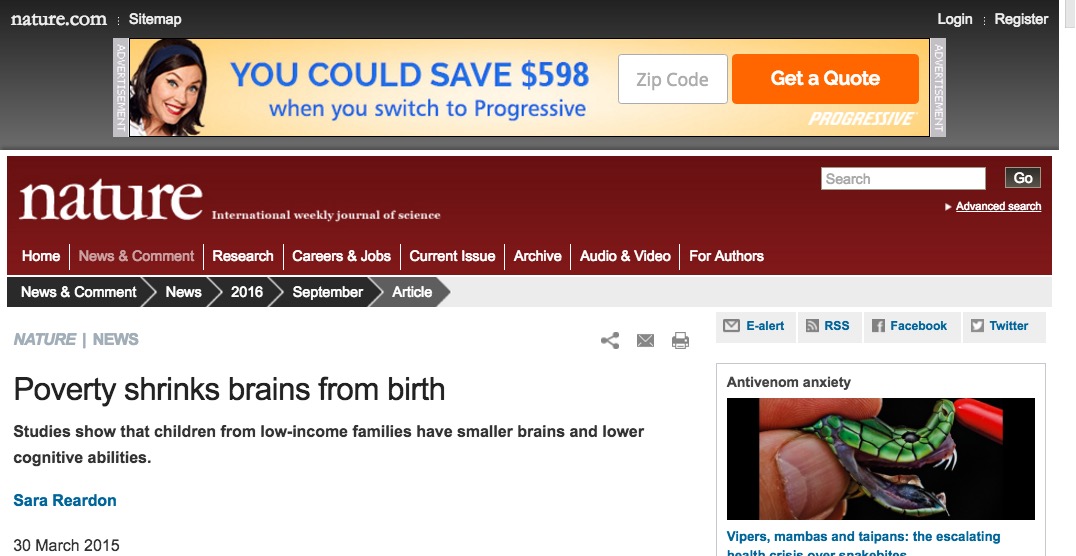 nature.com : Sitemap
Login : Register
ADVERTISEMENT
YOU COULD SAVE $598
when you switch to Progressive
Zip Code
Get a Quote
PROGRESSIVE
ADVERTISEMENT
nature International weekly journal of science
Search
Go
Advanced search
Home
News & Comment
Research
Careers & Jobs
Current Issue
Archive
Audio & Video
For Authors
News & Comment
News
2016
September
Article
NATURE | NEWS
E-alert
RSS
Facebook
Twitter
Poverty shrinks brains from birth
Studies show that children from low-income families have smaller brains and lower
cognitive abilities.
Sara Reardon
30 March 2015
Antivenom anxiety
Vipers, mambas and taipans: the escalating
health crisis over snakebites